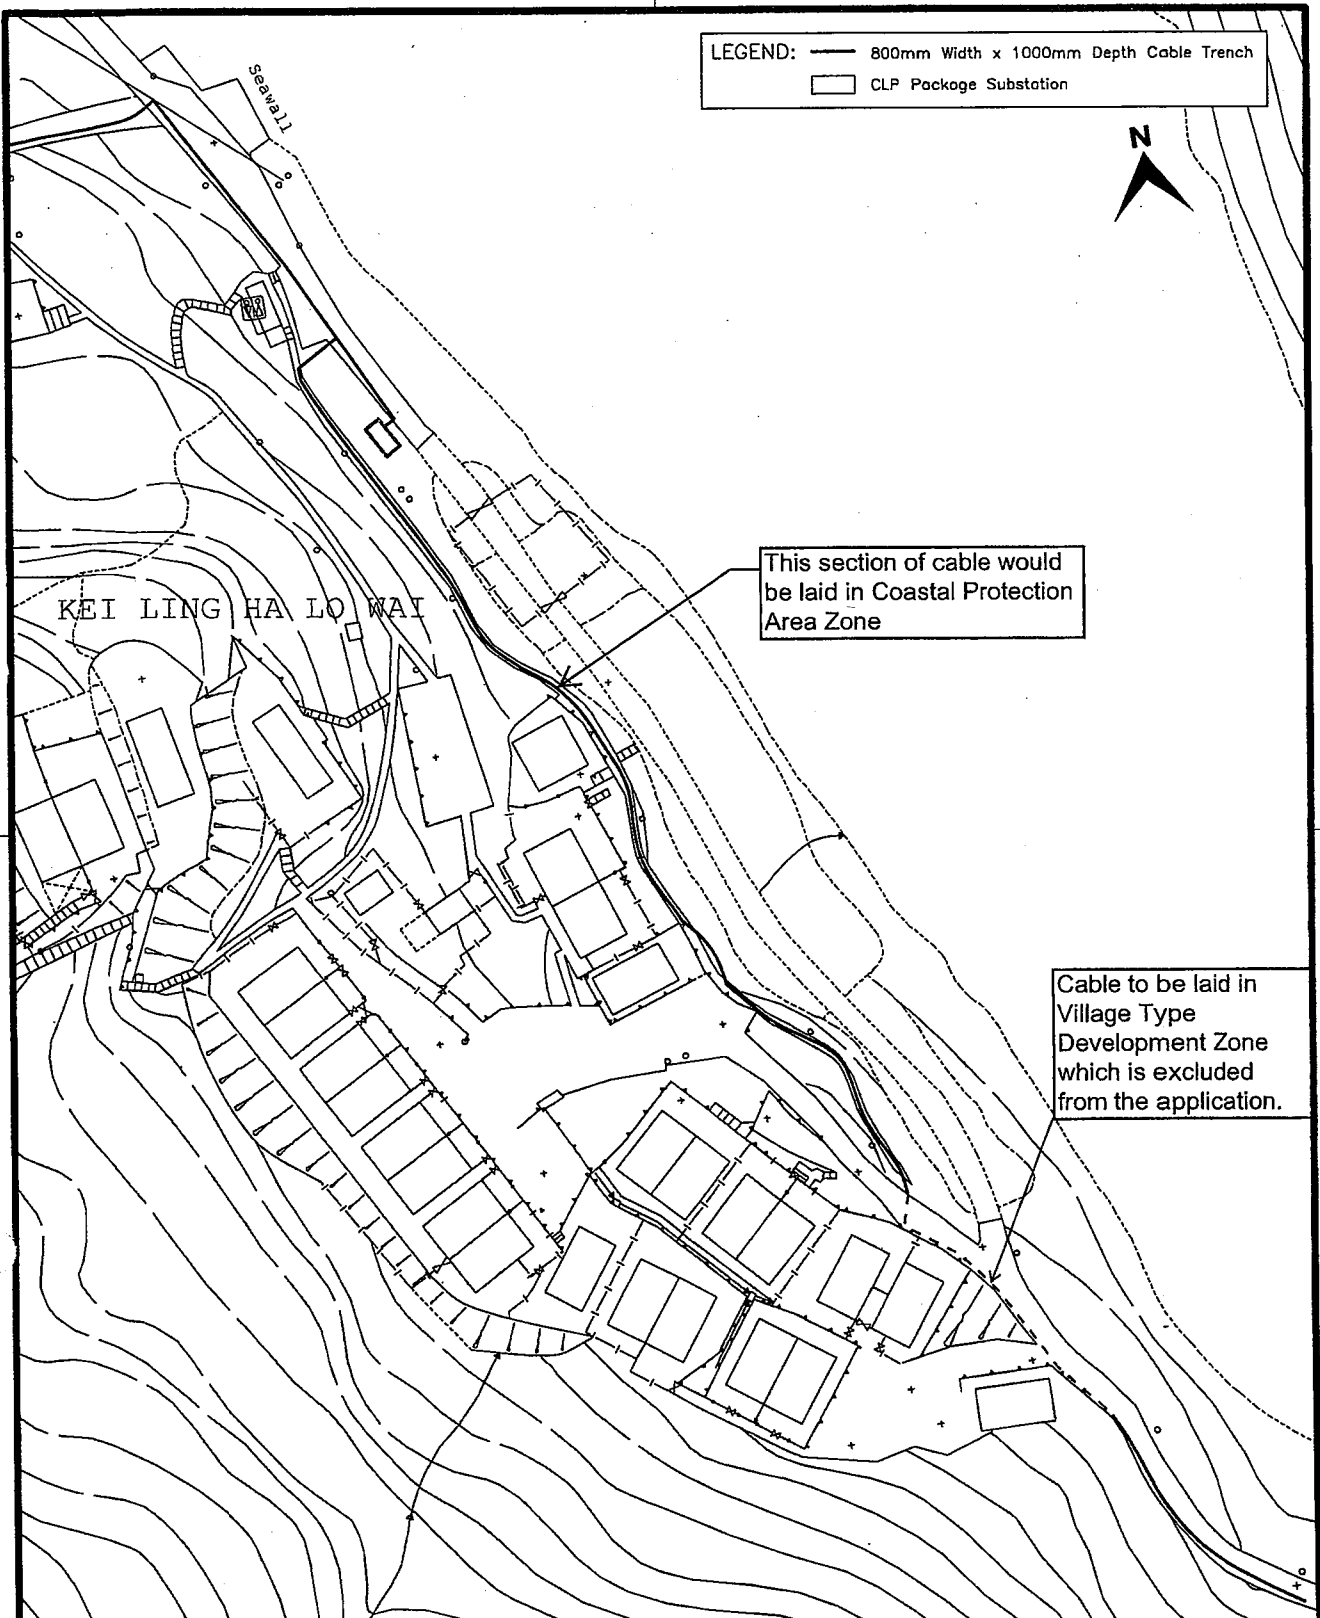 LEGEND: 800mm Width x 1000mm Depth Cable Trench
CLP Package Substation
N
Seawall
KEI LING HA LO WAI
This section of cable would
be laid in Coastal Protection
Area Zone
Cable to be laid in
Village Type
Development Zone
which is excluded
from the application.